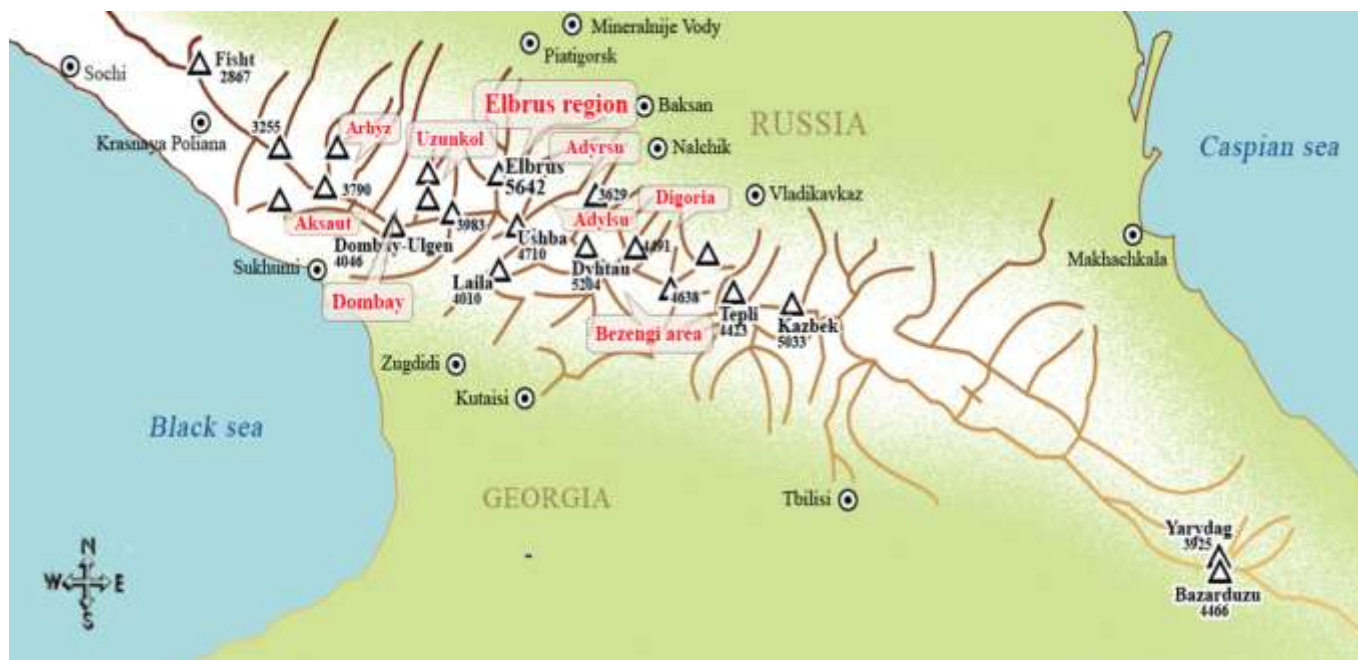 Mineralnije Vody
Piatigorsk
Fisht
2867
Sochi
Elbrus region
Baksan
RUSSIA
Krasnaya Poliana
3255
Arhyz
Uzunkol
Adyrsu
Nalchik
Caspian sea
Elbrus
5642
3790
3629
Digoria
Vladikavkaz
Aksaut
3983
Adylsu
Dombay-Ulgen
4046
Ushba
4710
4491
Makhachkala
Sukhumi
Laila
4010
Dyhtau
5204
4638
Dombay
Tepli
4423
Kazbek
5033
Bezengi area
Zugdidi
Kutaisi
Black sea
GEORGIA
Tbilisi
Yarydag
3925
Bazarduzu
4466
N
W E
S